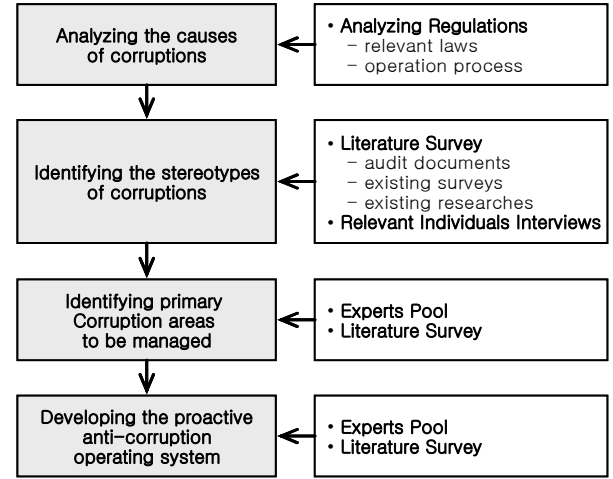 Analyzing the causes
of corruptions
• Analyzing Regulations
– relevant laws
– operation process
Identifying the stereotypes
of corruptions
• Literature Survey
– audit documents
– existing surveys
– existing researches
• Relevant Individuals Interviews
Identifying primary
Corruption areas
to be managed
• Experts Pool
• Literature Survey
Developing the proactive
anti-corruption
operating system
• Experts Pool
• Literature Survey